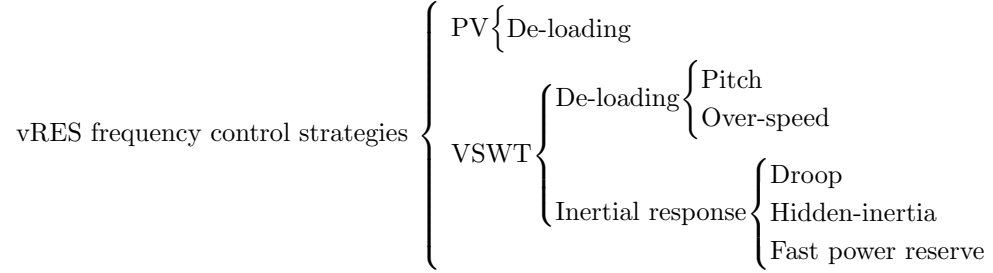 vRES frequency control strategies
PV
De-loading
VSWT
De-loading
Pitch
Over-speed
Inertial response
Droop
Hidden-inertia
Fast power reserve